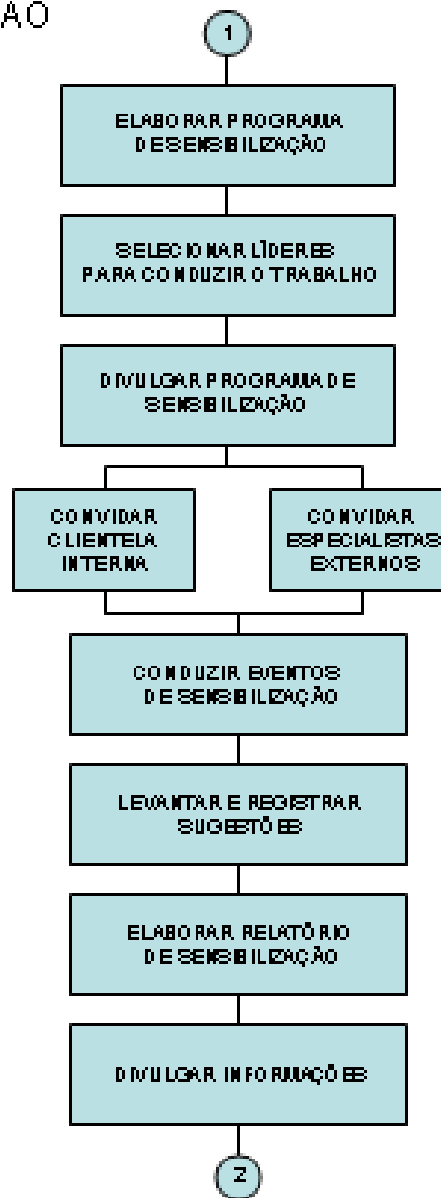 ÃO
1
ELABORAR PROGRAMA
DE SENSIBILIZAÇÃO
SELECIONAR LÍDERES
PARA CONDUZIR O TRABALHO
DIVULGAR PROGRAMA DE
SENSIBILIZAÇÃO
CONVIDAR
CLIENTELA
INTERNA
CONVIDAR
ESPECIALISTAS
EXTERNOS
CONDUZIR EVENTOS
DE SENSIBILIZAÇÃO
LEVANTAR E REGISTRAR
SUGESTÕES
ELABORAR RELATÓRIO
DE SENSIBILIZAÇÃO
DIVULGAR INFORMAÇÕES
2